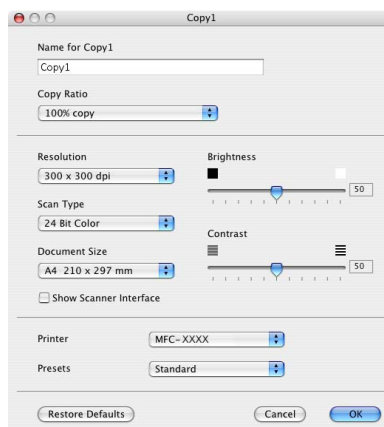 Copy1
Name for Copy1
Copy1
Copy Ratio
100% copy
Resolution
300 x 300 dpi
Scan Type
24 Bit Color
Document Size
A4 210 x 297 mm
Show Scanner Interface
Brightness
50
Contrast
50
Printer
MFC-XXXX
Presets
Standard
Restore Defaults
Cancel
OK